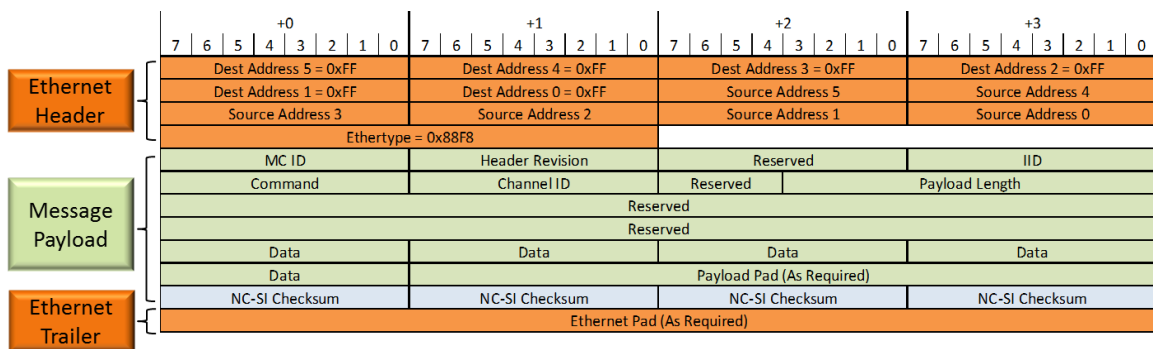 +0 +1 +2 +3
7 6 5 4 3 2 1 0 7 6 5 4 3 2 1 0 7 6 5 4 3 2 1 0 7 6 5 4 3 2 1 0
Ethernet
Header
Dest Address 5 = 0xFF Dest Address 4 = 0xFF Dest Address 3 = 0xFF Dest Address 2 = 0xFF
Dest Address 1 = 0xFF Dest Address 0 = 0xFF Source Address 5 Source Address 4
Source Address 3 Source Address 2 Source Address 1 Source Address 0
Ethertype = 0x88F8
Message
Payload
MC ID Header Revision Reserved IID
Command Channel ID Reserved Payload Length
Reserved
Reserved
Data Data Data Data
Data Payload Pad (As Required)
NC-SI Checksum NC-SI Checksum NC-SI Checksum NC-SI Checksum
Ethernet
Trailer
Ethernet Pad (As Required)